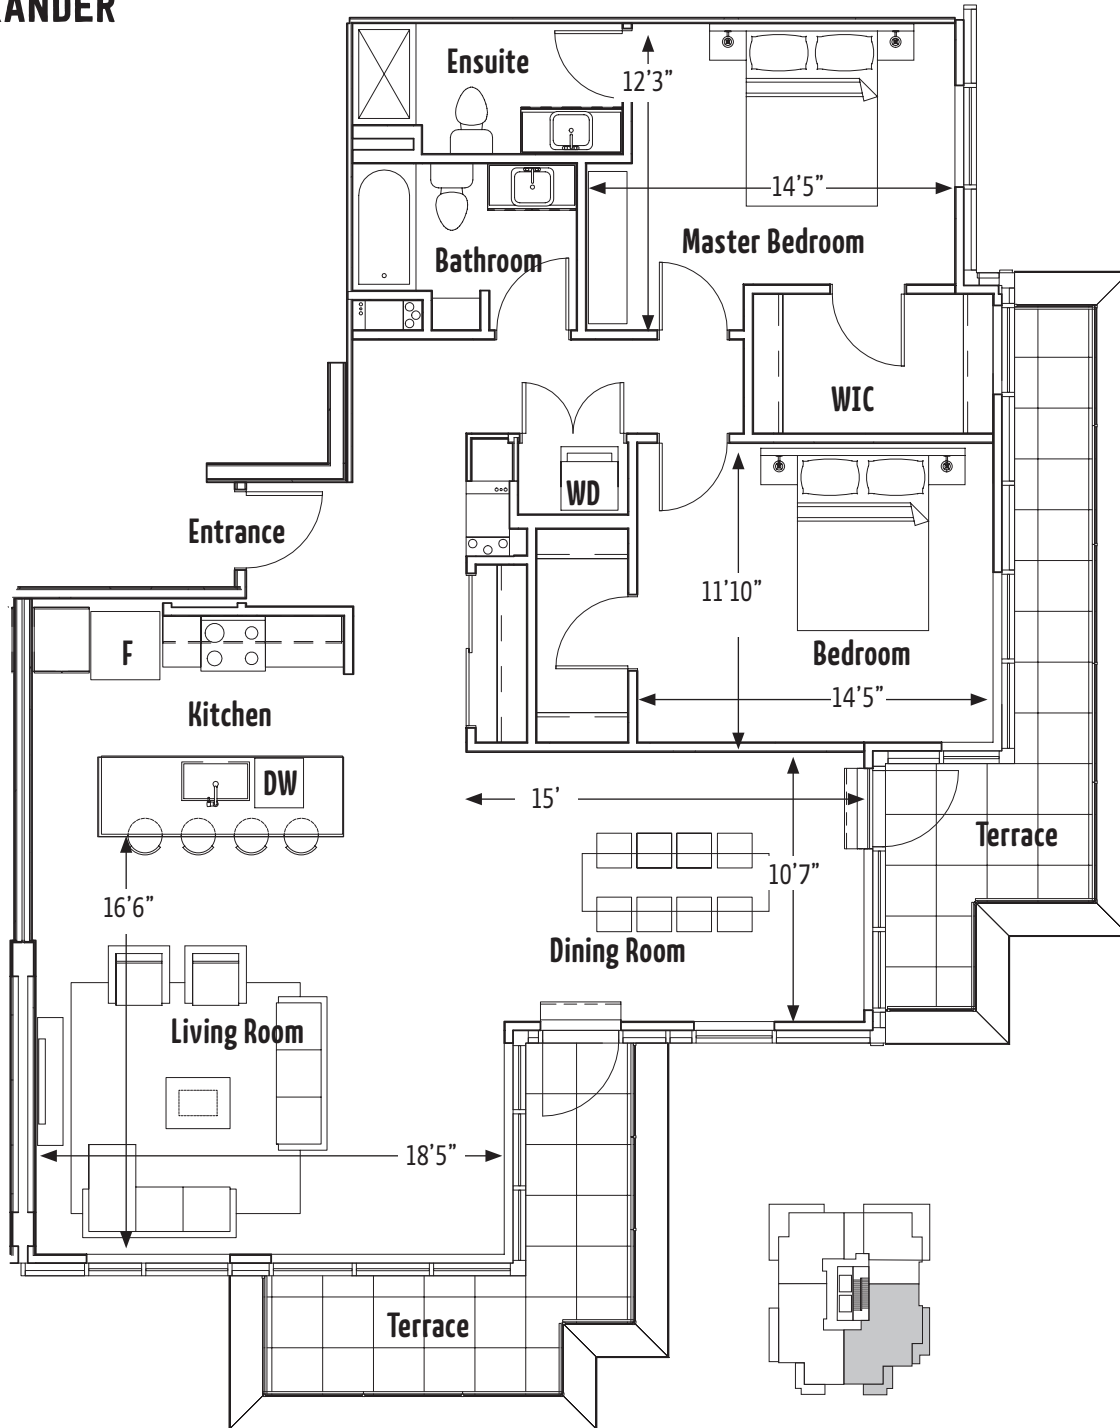 Ensuite
12'3”
14'5”
Master Bedroom
Bathroom
WIC
WD
Entrance
11'10”
F
Bedroom
14'5”
Kitchen
DW
15'
Terrace
10'7”
16'6”
Dining Room
Living Room
18'5”
Terrace